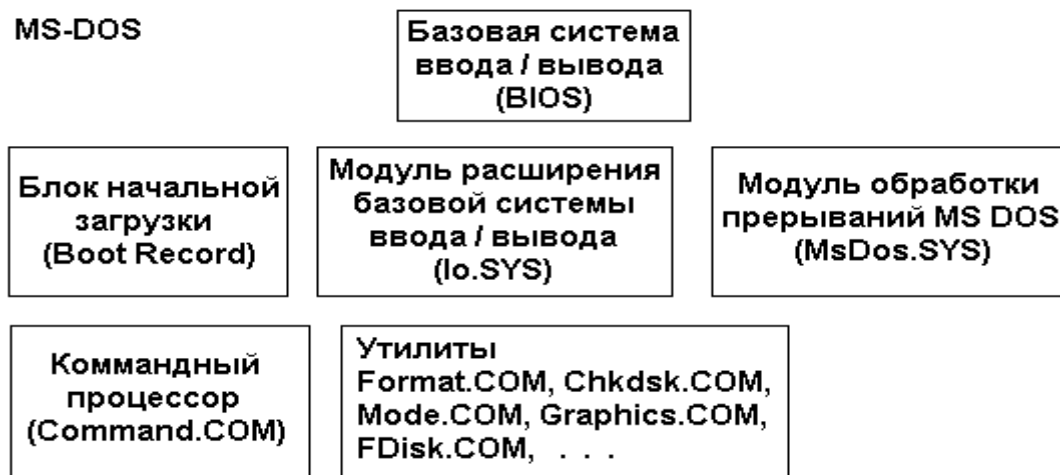 MS-DOS
Базовая система
ввода / вывода
(BIOS)
Блок начальной
загрузки
(Boot Record)
Модуль расширения
базовой системы
ввода / вывода
(Io.SYS)
Модуль обработки
прерываний MS DOS
(MsDos.SYS)
Коммандный
процессор
(Command.COM)
Утилиты
Format.COM, Chkdsk.COM,
Mode.COM, Graphics.COM,
FDisk.COM, . . .